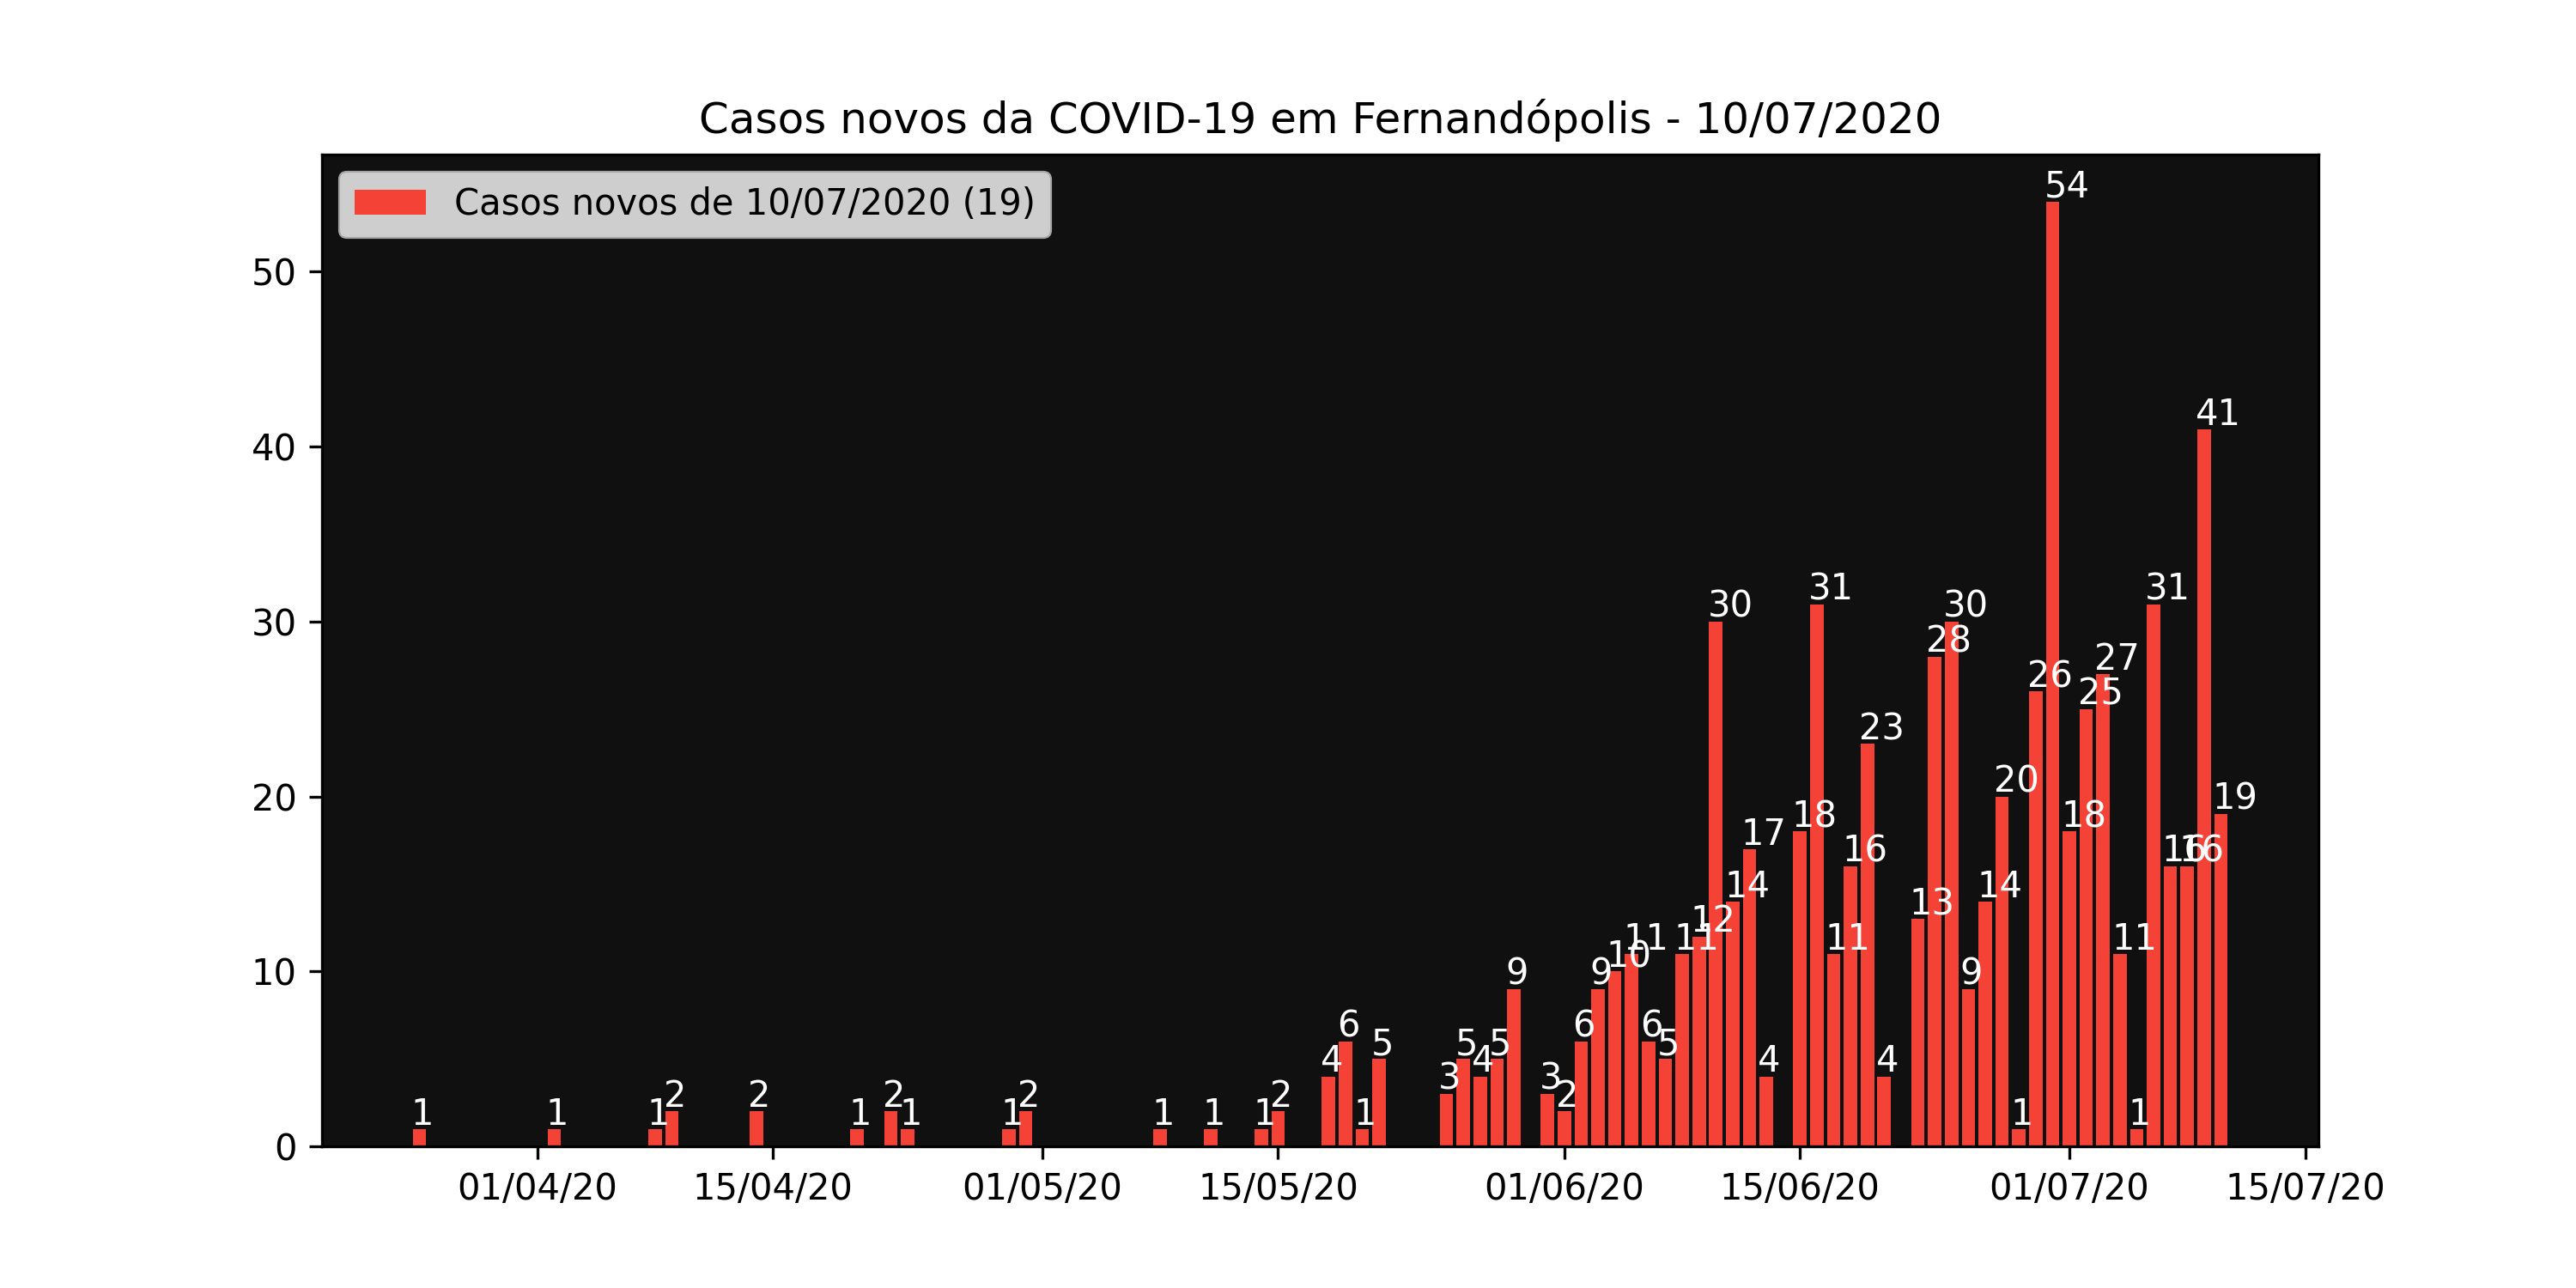 Casos novos da COVID-19 em Fernandópolis - 10/07/2020
Casos novos de 10/07/2020 (19)
50
40
30
20
10
0
1 1 1 2 2 1 2 1 1 2 1 1 1 2 4 6 1 5 3 5 4 5 9 3 2 6 9 10 11 6 5 11 12 30 14 17 4 18 31 11 16 23 4 13 28 30 9 14 20 1 26 54 18 25 27 11 1 31 16 16 41 19
01/04/20 15/04/20 01/05/20 15/05/20 01/06/20 15/06/20 01/07/20 15/07/20